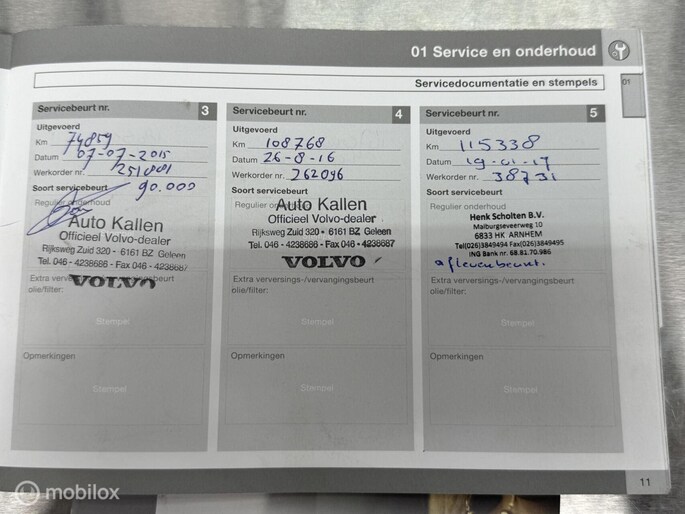 01 Service en onderhoud
Servicedocumentatie en stempels
01
Servicebeurt nr. 3
Uitgevoerd
Km 74859
Datum 07-07-2015
Werkorder nr.
Soort servicebeurt 90.000
Regulier onderhoud
Auto Kallen
Officieel Volvo-dealer
Rijksweg Zuid 320 - 6161 BZ Geleen
Tel. 046 - 4238686 - Fax 046 - 4238687
VOLVO
Extra verversings-/vervangingsbeurt
olie/filter:
Stempel
Opmerkingen
Stempel
Servicebeurt nr. 4
Uitgevoerd
Km 108768
Datum 26-8-16
Werkorder nr. 262096
Soort servicebeurt
Regulier onderhoud
Auto Kallen
Officieel Volvo-dealer
Rijksweg Zuid 320 - 6161 BZ Geleen
Tel. 046 - 4238686 - Fax 046 - 4238687
VOLVO
Extra verversings-/vervangingsbeurt
olie/filter:
Stempel
Opmerkingen
Stempel
Servicebeurt nr. 5
Uitgevoerd
Km 115338
Datum 19-01-17
Werkorder nr. 38731
Soort servicebeurt
Regulier onderhoud
Henk Scholten B.V.
Malburgseveerweg 10
6833 HK ARNHEM
Tel(026)3849494 Fax(026)3849495
ING Bank nr. 68.81.70.986
afleverbeurt.
Extra verversings-/vervangingsbeurt
olie/filter:
Stempel
Opmerkingen
Stempel
11
mobilox